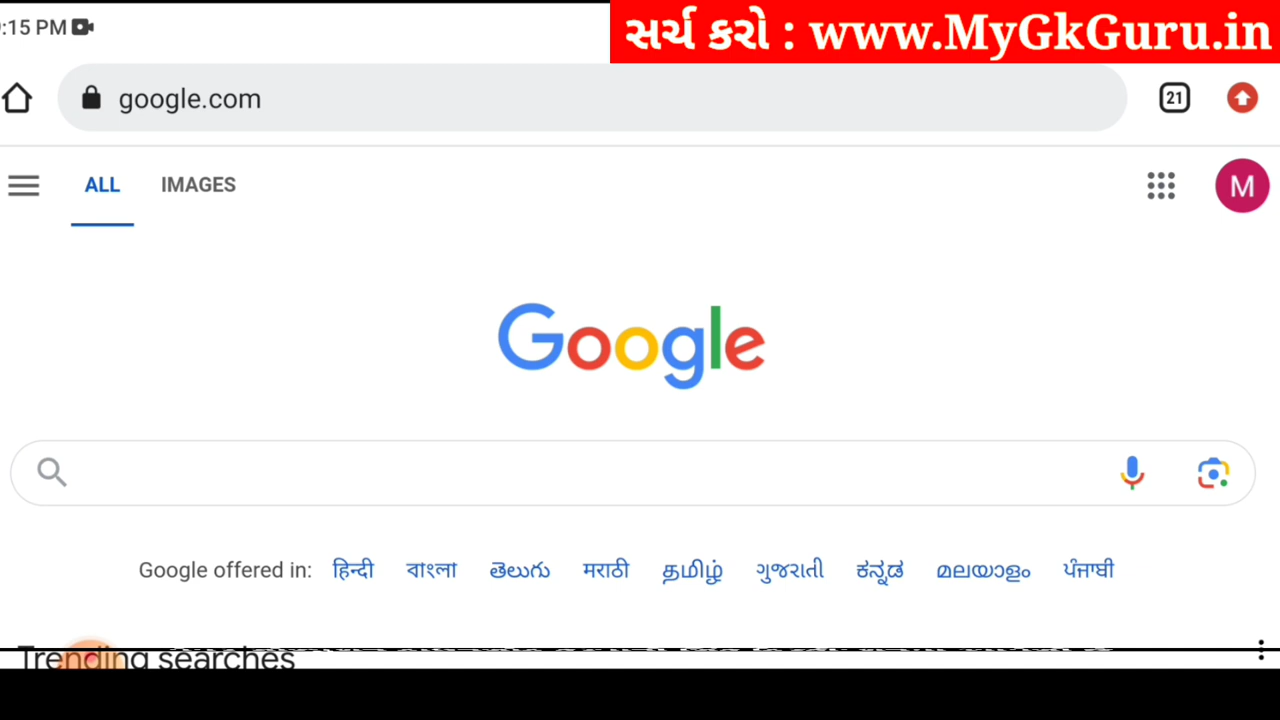 :15 PM
સર્ચ કરો : www.MyGkGuru.in
google.com
21
ALL IMAGES
M
Google
Google offered in: हिन्दी বাংলা తెలుగు मराठी தமிழ் ગુજરાતી ಕನ್ನಡ മലയാളം ਪੰਜਾਬੀ
Trending searches